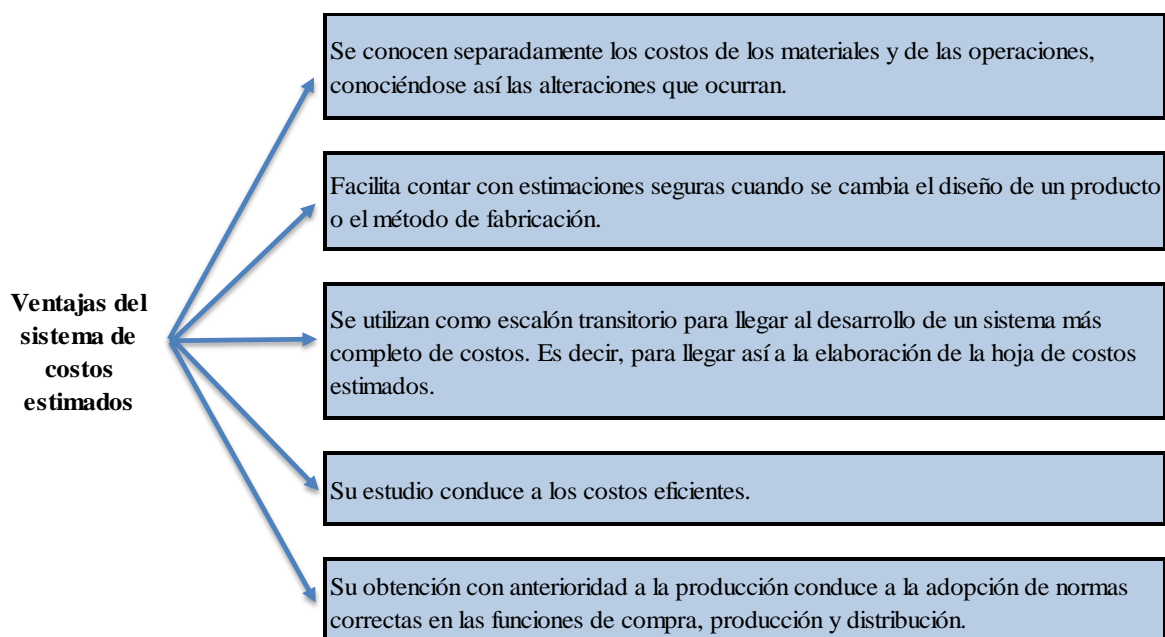 Se conocen separadamente los costos de los materiales y de las operaciones,
conociéndose así las alteraciones que ocurran.
Facilita contar con estimaciones seguras cuando se cambia el diseño de un producto
o el método de fabricación.
Ventajas del
sistema de
costos
estimados
Se utilizan como escalón transitorio para llegar al desarrollo de un sistema más
completo de costos. Es decir, para llegar así a la elaboración de la hoja de costos
estimados.
Su estudio conduce a los costos eficientes.
Su obtención con anterioridad a la producción conduce a la adopción de normas
correctas en las funciones de compra, producción y distribución.